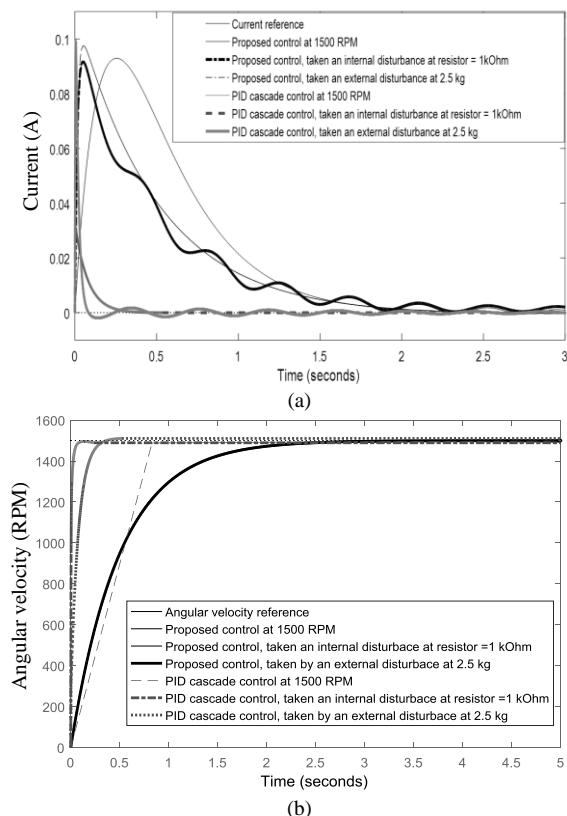 0.1
0.08
0.06
0.04
0.02
0
Current (A)
Current reference
Proposed control at 1500 RPM
Proposed control, taken an internal disturbance at resistor = 1kOhm
Proposed control, taken an external disturbance at 2.5 kg
PID cascade control at 1500 RPM
PID cascade control, taken an internal disturbance at resistor = 1kOhm
PID cascade control, taken an external disturbance at 2.5 kg
0 0.5 1 1.5 2 2.5 3
Time (seconds)
(a)
1600
1400
1200
1000
800
600
400
200
0
Angular velocity (RPM)
Angular velocity reference
Proposed control at 1500 RPM
Proposed control, taken an internal disturbace at resistor =1 kOhm
Proposed control, taken by an external disturbace at 2.5 kg
PID cascade control at 1500 RPM
PID cascade control, taken an internal disturbace at resistor =1 kOhm
PID cascade control, taken by an external disturbace at 2.5 kg
0 0.5 1 1.5 2 2.5 3 3.5 4 4.5 5
Time (seconds)
(b)